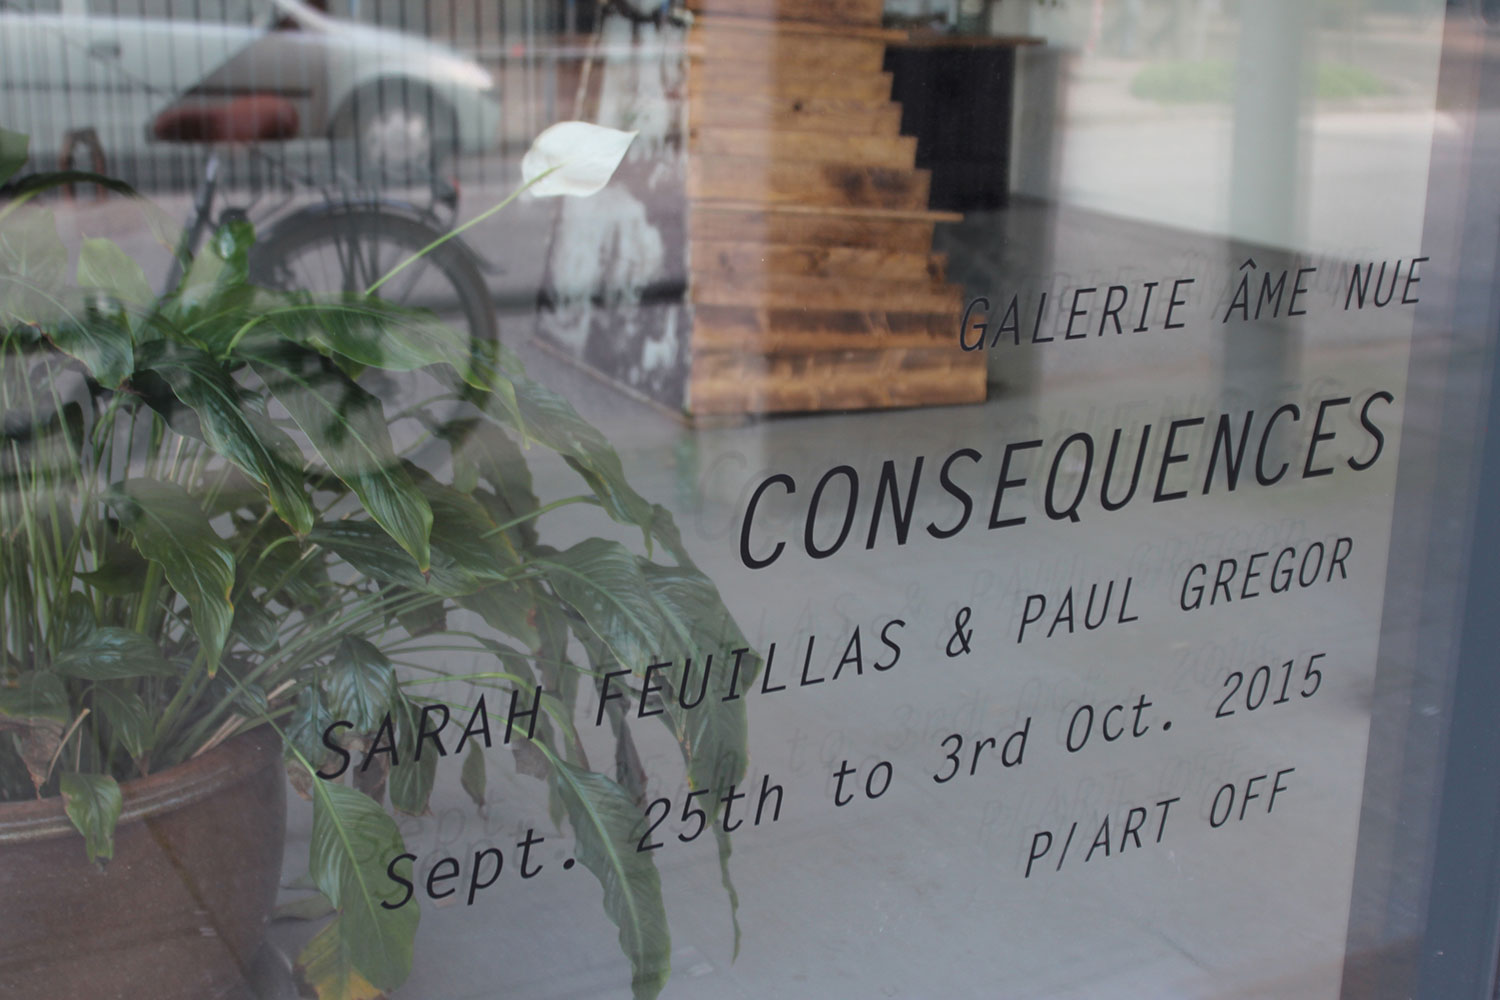 GALERIE ÂME NUE
CONSEQUENCES
SARAH FEUILLAS & PAUL GREGOR
Sept. 25th to 3rd Oct. 2015
P/ART OFF